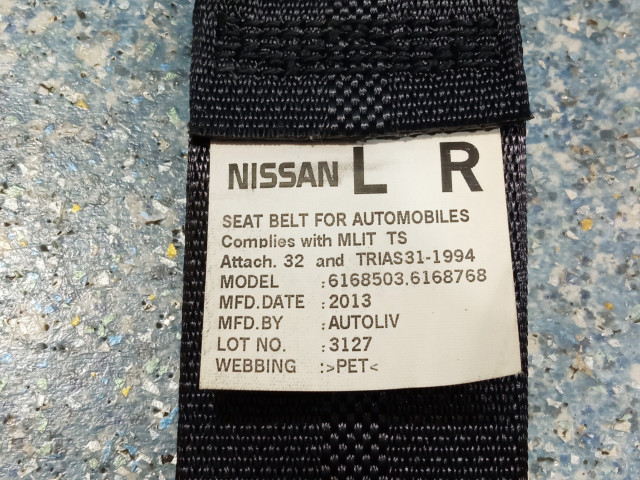 NISSAN L R
SEAT BELT FOR AUTOMOBILES
Complies with MLIT TS
Attach. 32 and TRIAS31-1994
MODEL :6168503.6168768
MFD.DATE :2013
MFD.BY :AUTOLIV
LOT NO. :3127
WEBBING :>PET<